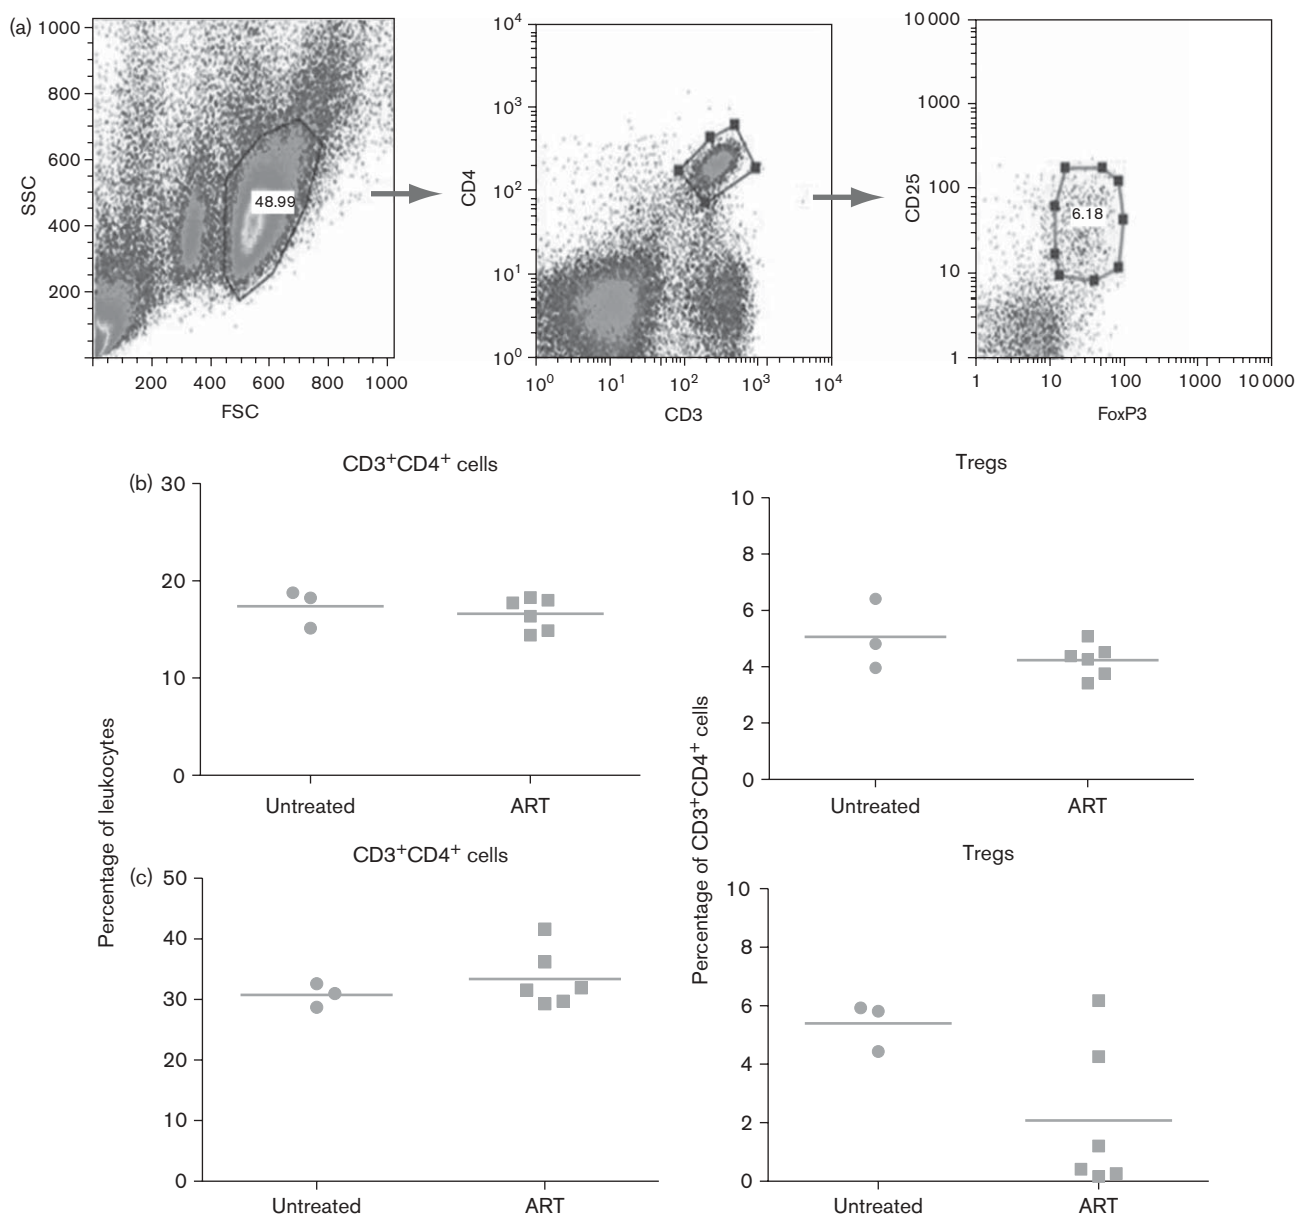 (a)
1000
800
600
400
200
SSC
48.99
200 400 600 800 1000
FSC
10⁴
10³
10²
10¹
10⁰
CD4
10⁰ 10¹ 10² 10³ 10⁴
CD3
10 000
1000
100
10
1
CD25
6.18
1 10 100 1000 10 000
FoxP3
(b)
CD3⁺CD4⁺ cells
30
20
10
0
Untreated ART
Tregs
10
8
6
4
2
0
Untreated ART
Percentage of leukocytes
Percentage of CD3⁺CD4⁺ cells
(c)
CD3⁺CD4⁺ cells
50
40
30
20
10
0
Untreated ART
Tregs
10
8
6
4
2
0
Untreated ART